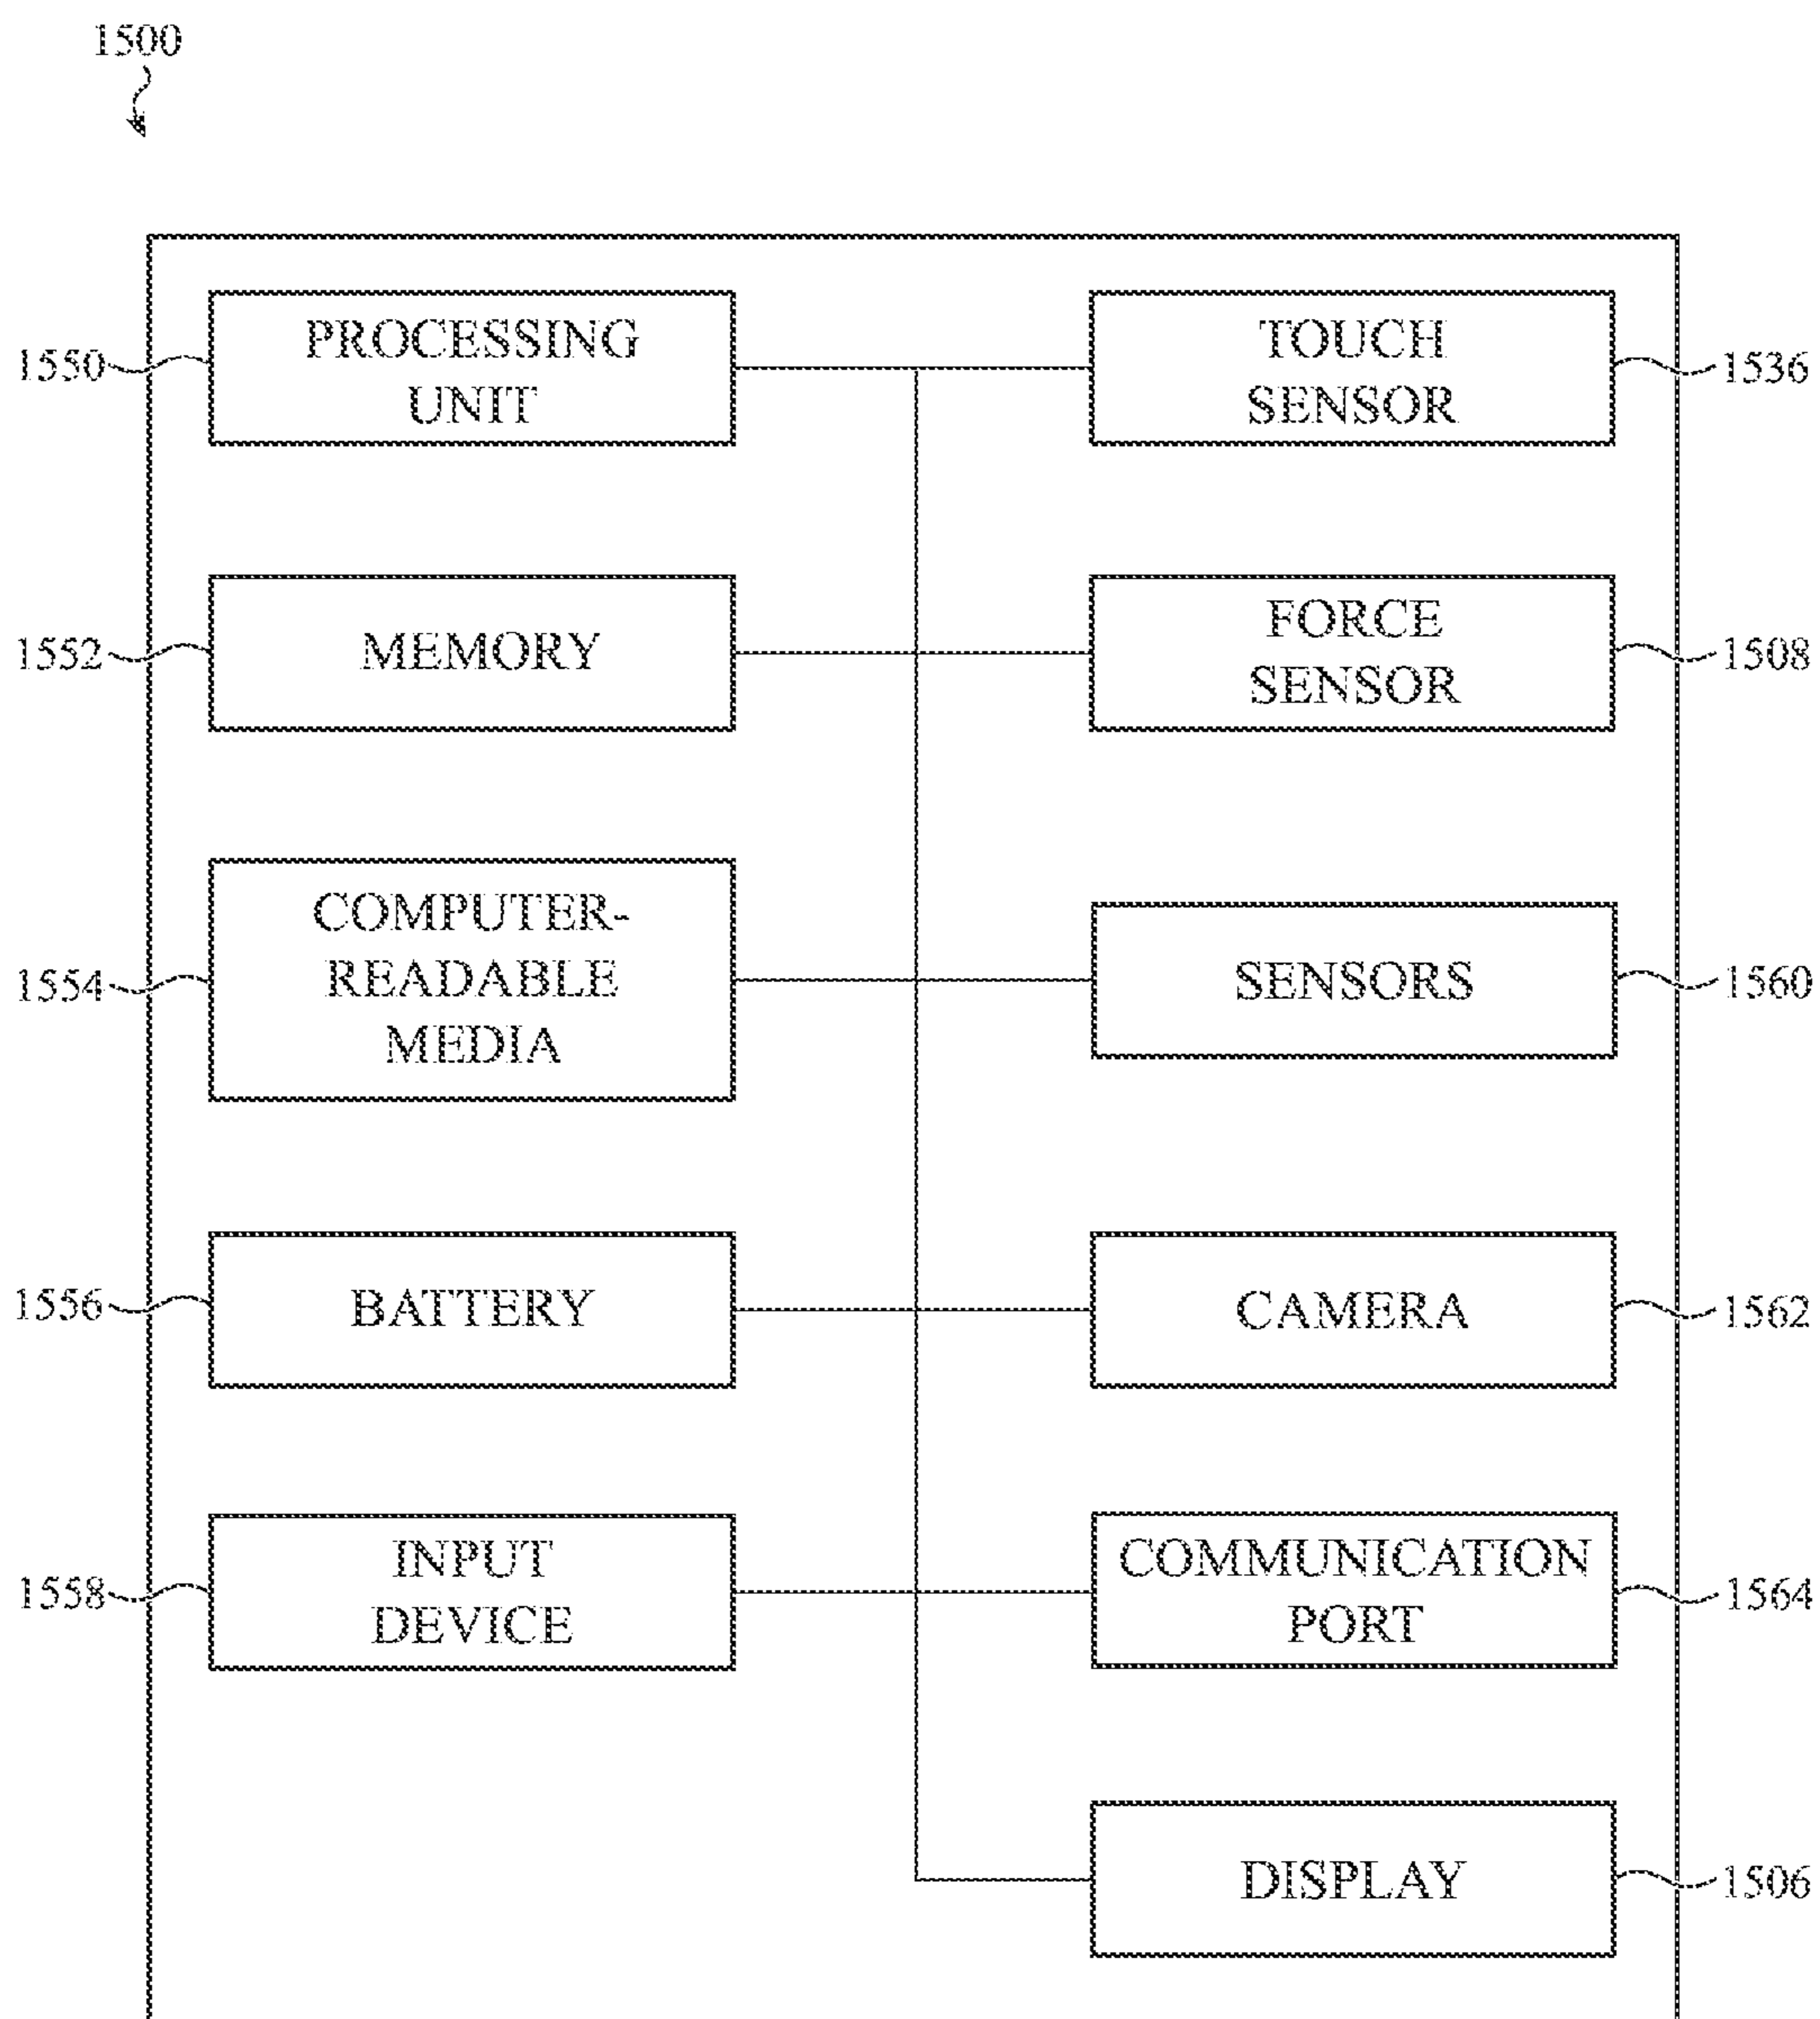 1500
1550
PROCESSING
UNIT
TOUCH
SENSOR
1536
1552
MEMORY
FORCE
SENSOR
1508
1554
COMPUTER-
READABLE
MEDIA
SENSORS
1560
1556
BATTERY
CAMERA
1562
1558
INPUT
DEVICE
COMMUNICATION
PORT
1564
DISPLAY
1506